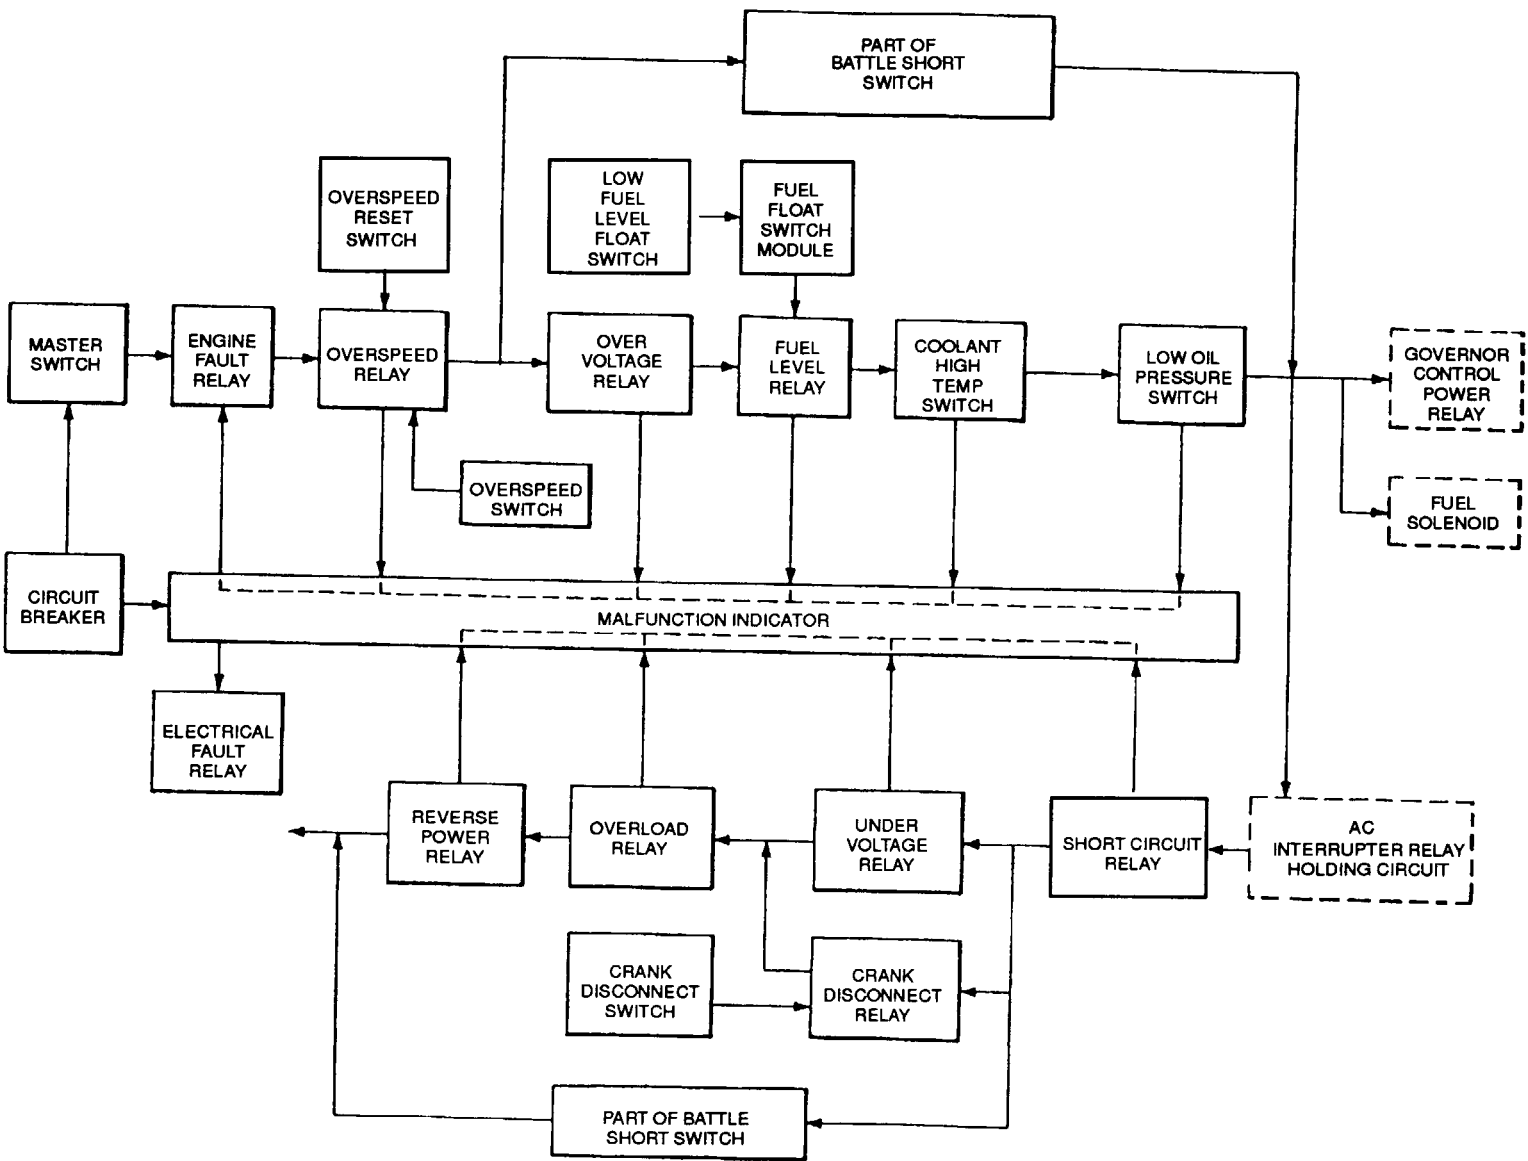 PART OF
BATTLE SHORT
SWITCH
OVERSPEED
RESET
SWITCH
LOW
FUEL
LEVEL
FLOAT
SWITCH
FUEL
FLOAT
SWITCH
MODULE
MASTER
SWITCH
ENGINE
FAULT
RELAY
OVERSPEED
RELAY
OVER
VOLTAGE
RELAY
FUEL
LEVEL
RELAY
COOLANT
HIGH
TEMP
SWITCH
LOW OIL
PRESSURE
SWITCH
GOVERNOR
CONTROL
POWER
RELAY
OVERSPEED
SWITCH
FUEL
SOLENOID
CIRCUIT
BREAKER
MALFUNCTION INDICATOR
ELECTRICAL
FAULT
RELAY
REVERSE
POWER
RELAY
OVERLOAD
RELAY
UNDER
VOLTAGE
RELAY
SHORT CIRCUIT
RELAY
AC
INTERRUPTER RELAY
HOLDING CIRCUIT
CRANK
DISCONNECT
SWITCH
CRANK
DISCONNECT
RELAY
PART OF BATTLE
SHORT SWITCH